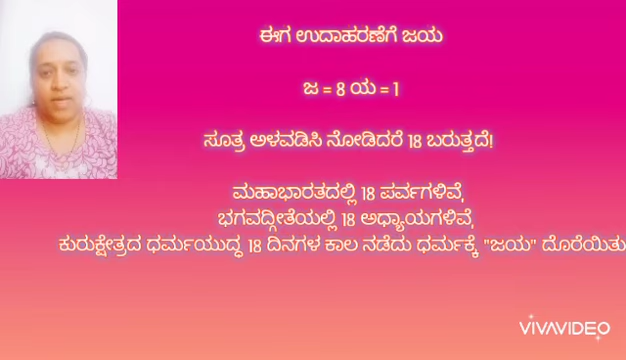 ಈಗ ಉದಾಹರಣೆಗೆ ಜಯ
ಜ = 8 ಯ = 1
ಸೂತ್ರ ಅಳವಡಿಸಿ ನೋಡಿದರೆ 18 ಬರುತ್ತದೆ!
ಮಹಾಭಾರತದಲ್ಲಿ 18 ಪರ್ವಗಳಿವೆ,
ಭಗವದ್ಗೀತೆಯಲ್ಲಿ 18 ಅಧ್ಯಾಯಗಳಿವೆ,
ಕುರುಕ್ಷೇತ್ರದ ಧರ್ಮಯುದ್ಧ 18 ದಿನಗಳ ಕಾಲ ನಡೆದು ಧರ್ಮಕ್ಕೆ "ಜಯ" ದೊರೆಯಿತು
VIVAVIDEO